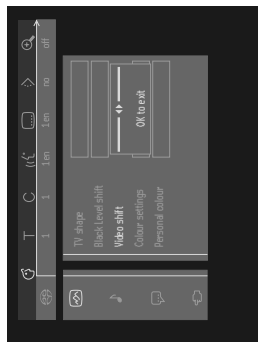 T C
1 1 1 en 1 en no off
TV shape
Black Level shift
Video shift
Colour settings
Personal colour
OK to exit